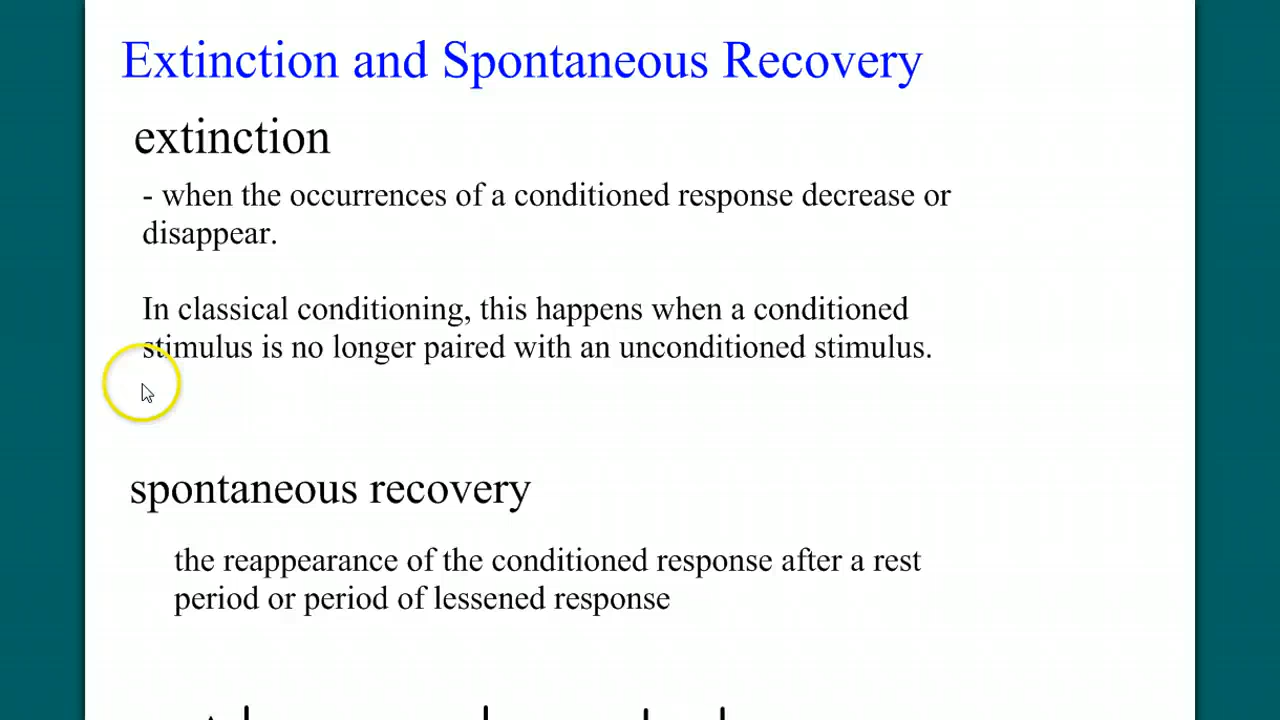 Extinction and Spontaneous Recovery
extinction
- when the occurrences of a conditioned response decrease or
disappear.
In classical conditioning, this happens when a conditioned
stimulus is no longer paired with an unconditioned stimulus.
spontaneous recovery
the reappearance of the conditioned response after a rest
period or period of lessened response